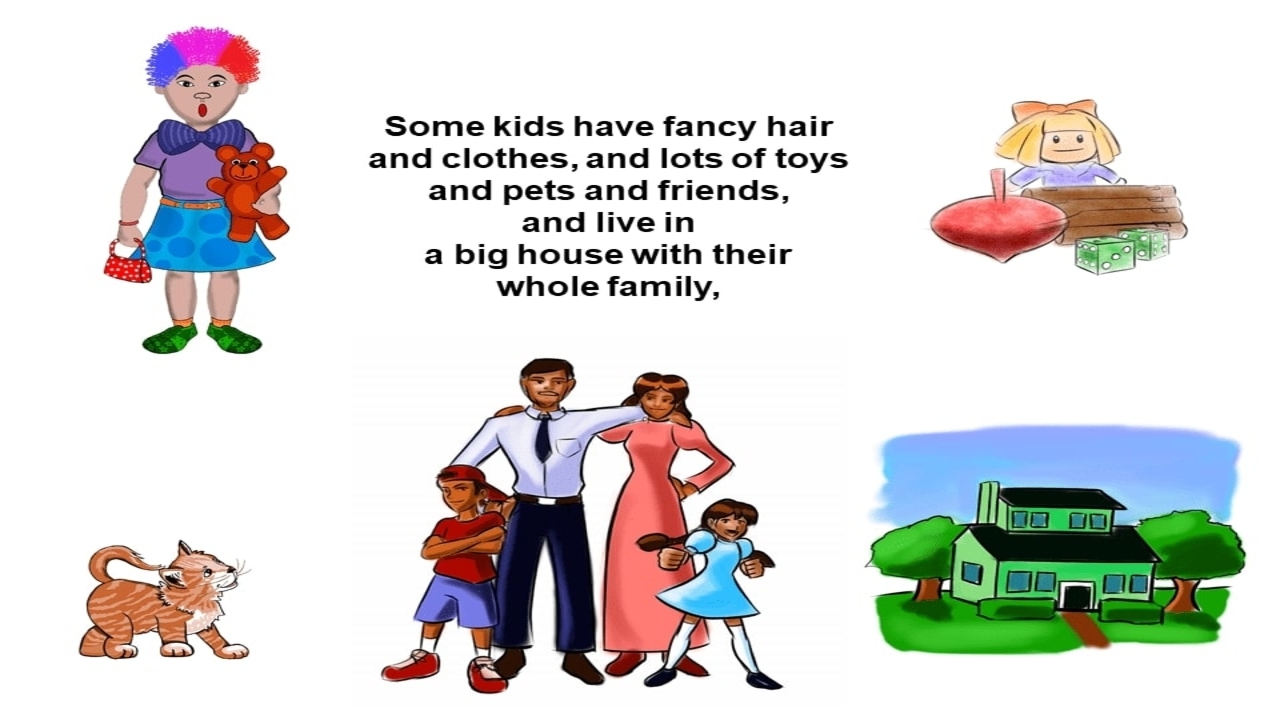 Some kids have fancy hair
and clothes, and lots of toys
and pets and friends,
and live in
a big house with their
whole family,